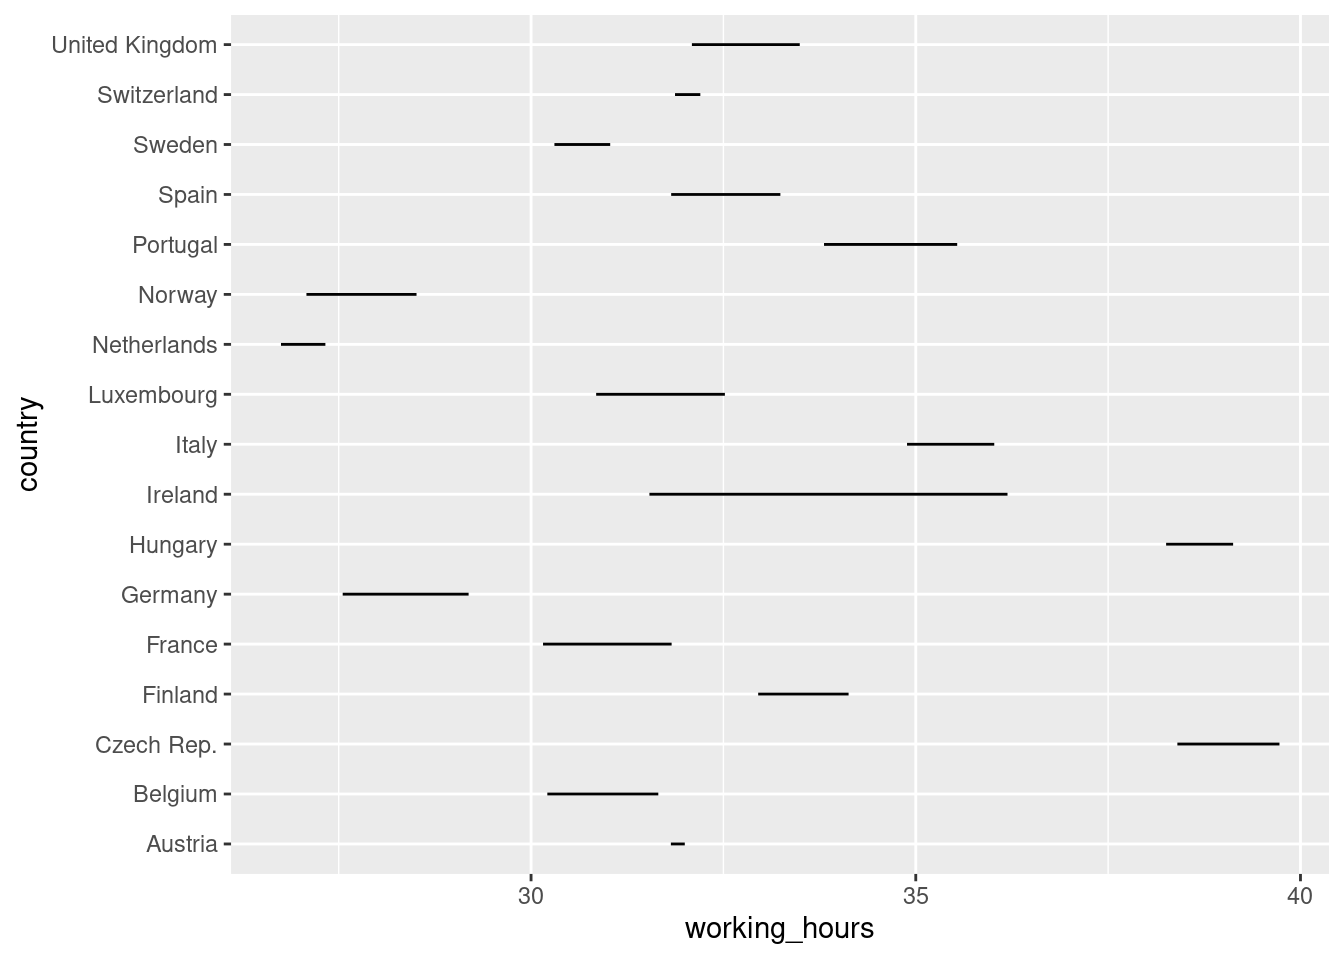 United Kingdom
Switzerland
Sweden
Spain
Portugal
Norway
Netherlands
Luxembourg
Italy
Ireland
Hungary
Germany
France
Finland
Czech Rep.
Belgium
Austria
country
30 35 40
working_hours